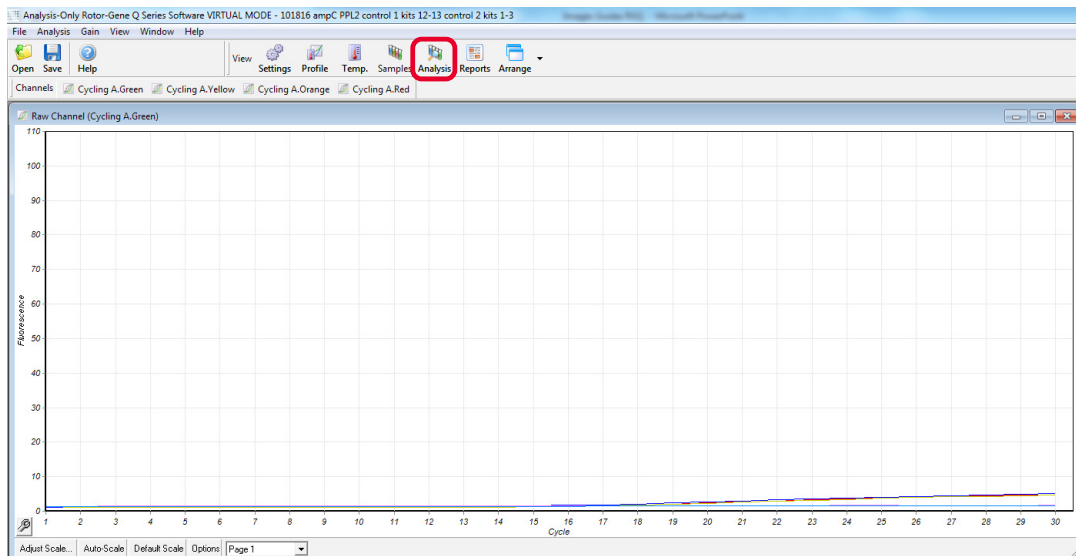 Analysis-Only Rotor-Gene Q Series Software VIRTUAL MODE - 101816 ampC PPL2 control 1 kits 12-13 control 2 kits 1-3
File Analysis Gain View Window Help
Open Save Help View Settings Profile Temp. Samples Analysis Reports Arrange
Channels Cycling A.Green Cycling A.Yellow Cycling A.Orange Cycling A.Red
Raw Channel (Cycling A.Green)
110
100
90
80
70
60
50
40
30
20
10
0
Fluorescence
1 2 3 4 5 6 7 8 9 10 11 12 13 14 15 16 17 18 19 20 21 22 23 24 25 26 27 28 29 30
Cycle
Adjust Scale... Auto-Scale Default Scale Options Page 1